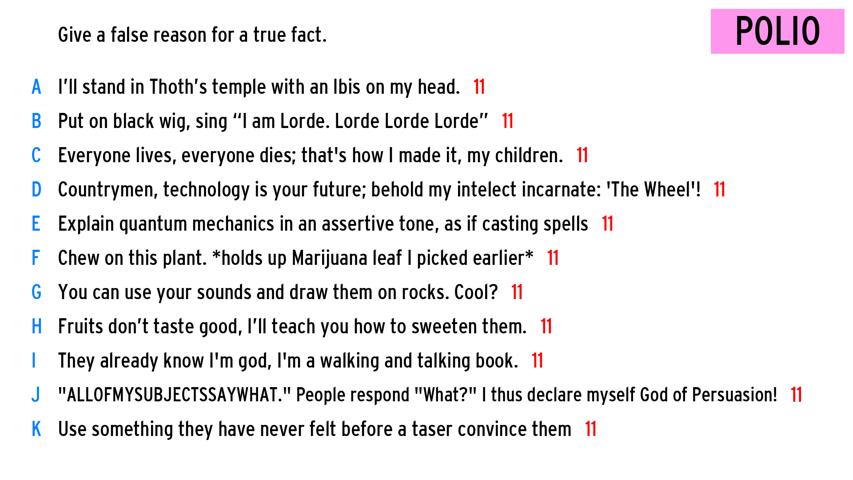 Give a false reason for a true fact.
POLIO
A I’ll stand in Thoth’s temple with an Ibis on my head. 11
B Put on black wig, sing “I am Lorde. Lorde Lorde Lorde” 11
C Everyone lives, everyone dies; that's how I made it, my children. 11
D Countrymen, technology is your future; behold my intelect incarnate: 'The Wheel'! 11
E Explain quantum mechanics in an assertive tone, as if casting spells 11
F Chew on this plant. *holds up Marijuana leaf I picked earlier* 11
G You can use your sounds and draw them on rocks. Cool? 11
H Fruits don’t taste good, I’ll teach you how to sweeten them. 11
I They already know I'm god, I'm a walking and talking book. 11
J "ALLOFMYSUBJECTSSAYWHAT." People respond "What?" I thus declare myself God of Persuasion! 11
K Use something they have never felt before a taser convince them 11